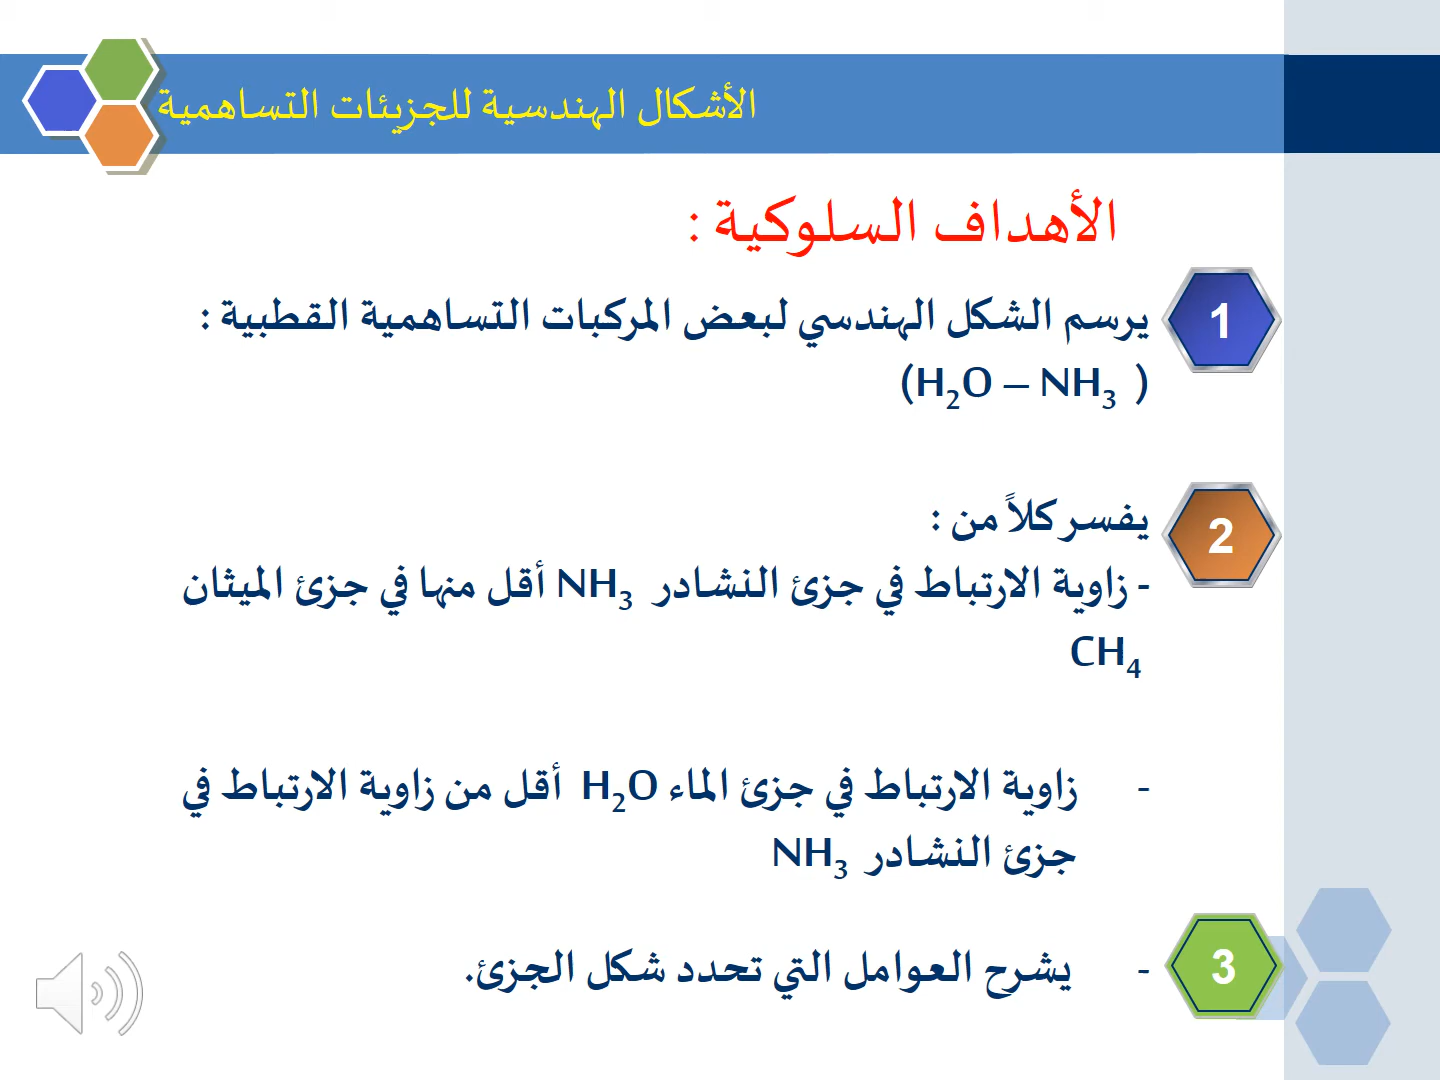 الأشكال الهندسية للجزيئات التساهمية
الأهداف السلوكية :
1
يرسم الشكل الهندسي لبعض المركبات التساهمية القطبية :
( H₂O – NH₃)
2
يفسر كلاً من :
- زاوية الارتباط في جزئ النشادر NH₃ أقل منها في جزئ الميثان
CH₄
- زاوية الارتباط في جزئ الماء H₂O أقل من زاوية الارتباط في
جزئ النشادر NH₃
3
- يشرح العوامل التي تحدد شكل الجزئ.